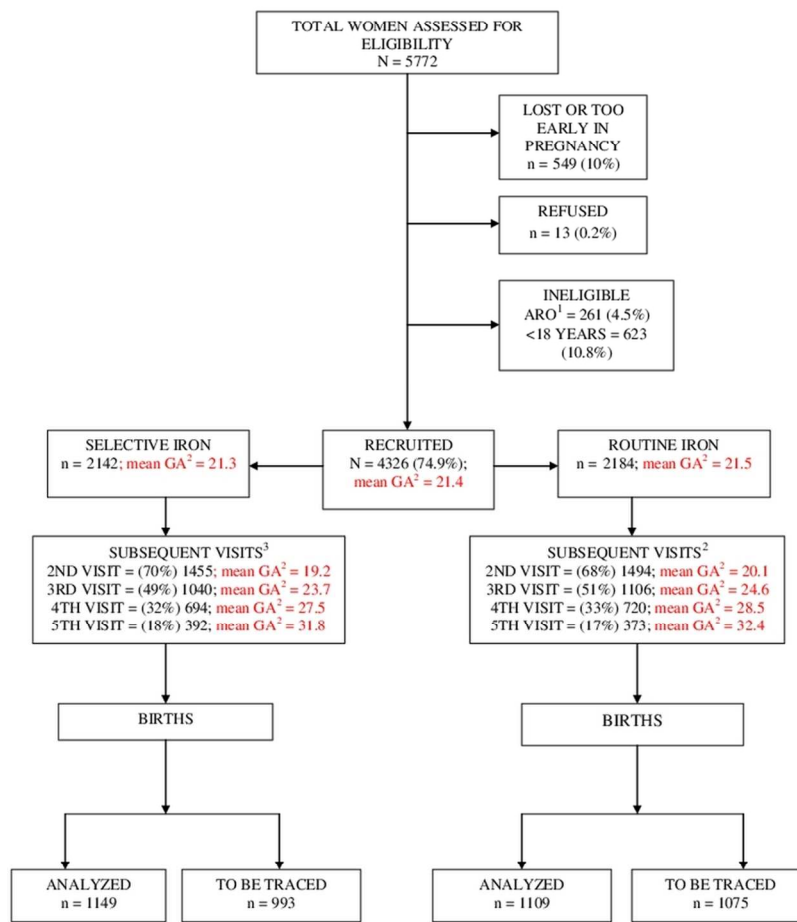 TOTAL WOMEN ASSESSED FOR
ELIGIBILITY
N = 5772
LOST OR TOO
EARLY IN
PREGNANCY
n = 549 (10%)
REFUSED
n = 13 (0.2%)
INELIGIBLE
ARO¹ = 261 (4.5%)
<18 YEARS = 623
(10.8%)
SELECTIVE IRON
n = 2142; mean GA² = 21.3
RECRUITED
N = 4326 (74.9%);
mean GA² = 21.4
ROUTINE IRON
n = 2184; mean GA² = 21.5
SUBSEQUENT VISITS³
2ND VISIT = (70%) 1455; mean GA² = 19.2
3RD VISIT = (49%) 1040; mean GA² = 23.7
4TH VISIT = (32%) 694; mean GA² = 27.5
5TH VISIT = (18%) 392; mean GA² = 31.8
SUBSEQUENT VISITS²
2ND VISIT = (68%) 1494; mean GA² = 20.1
3RD VISIT = (51%) 1106; mean GA² = 24.6
4TH VISIT = (33%) 720; mean GA² = 28.5
5TH VISIT = (17%) 373; mean GA² = 32.4
BIRTHS
BIRTHS
ANALYZED
n = 1149
TO BE TRACED
n = 993
ANALYZED
n = 1109
TO BE TRACED
n = 1075